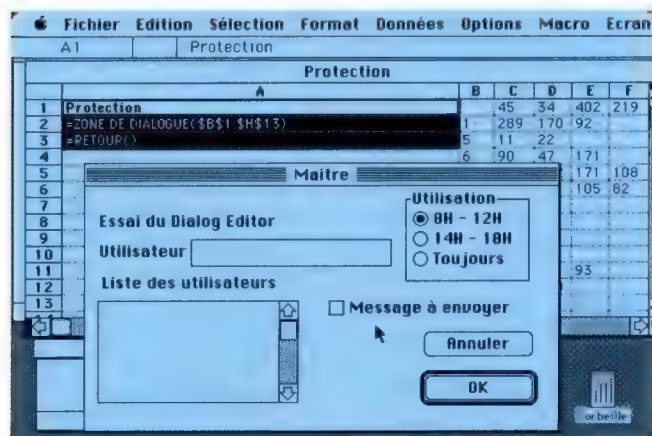 Fichier Edition Sélection Format Données Options Macro Ecran
A1 Protection
Protection
A B C D E F
1 Protection 45 34 402 219
2 =ZONE DE DIALOGUE($B$1:$H$13) 1 289 170 92
3 =RETOUR() 5 11 22
4 6 90 47 171
5 171 108
6 105 82
7
8
9
10
11 93
12
13
Maitre
Essai du Dialog Editor
Utilisateur
Liste des utilisateurs
Utilisation
8H - 12H
14H - 18H
Toujours
Message à envoyer
Annuler
OK
orbeille